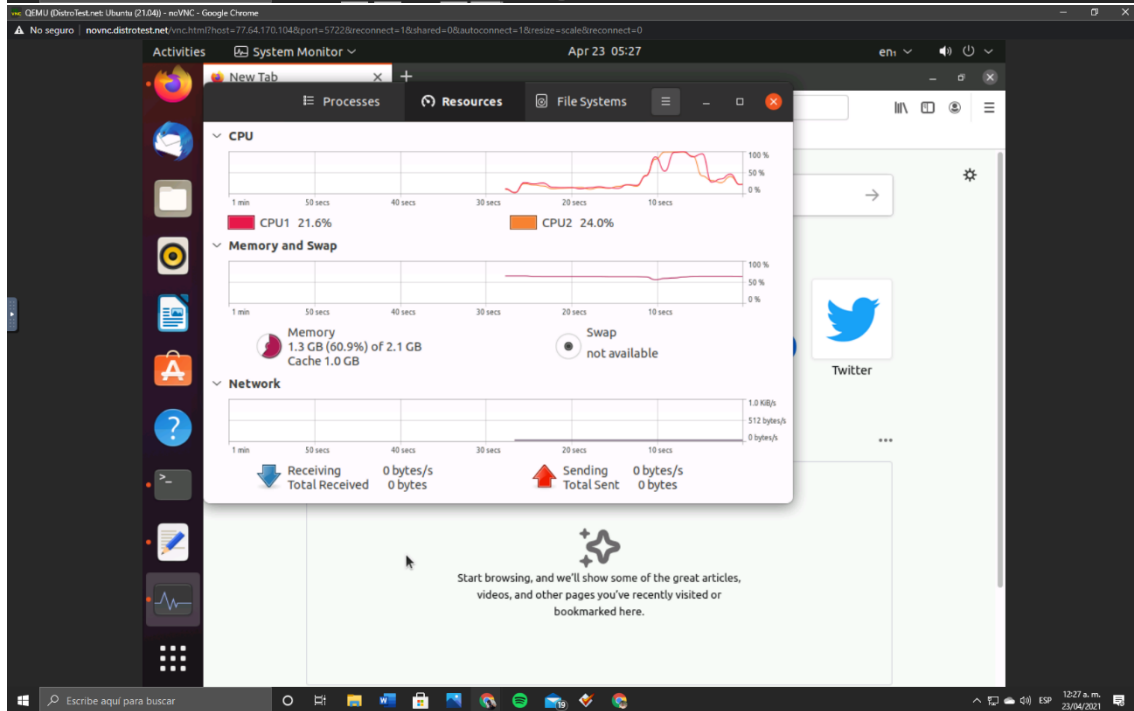 QEMU (DistroTest.net: Ubuntu (21.04)) - noVNC - Google Chrome
No seguro | novnc.distrotest.net/vnc.html?host=77.64.170.104&port=5722&reconnect=1&shared=0&autoconnect=1&resize=scale&reconnect=0
Activities System Monitor Apr 23 05:27 en₁
New Tab
Processes Resources File Systems
CPU
100 %
50 %
0 %
1 min 50 secs 40 secs 30 secs 20 secs 10 secs
CPU1 21.6% CPU2 24.0%
Memory and Swap
100 %
50 %
0 %
1 min 50 secs 40 secs 30 secs 20 secs 10 secs
Memory
1.3 GB (60.9%) of 2.1 GB
Cache 1.0 GB
Swap
not available
Twitter
Network
1.0 KiB/s
512 bytes/s
0 bytes/s
1 min 50 secs 40 secs 30 secs 20 secs 10 secs
Receiving 0 bytes/s
Total Received 0 bytes
Sending 0 bytes/s
Total Sent 0 bytes
Start browsing, and we'll show some of the great articles,
videos, and other pages you've recently visited or
bookmarked here.
Escribe aquí para buscar
19
ESP
12:27 a. m.
23/04/2021